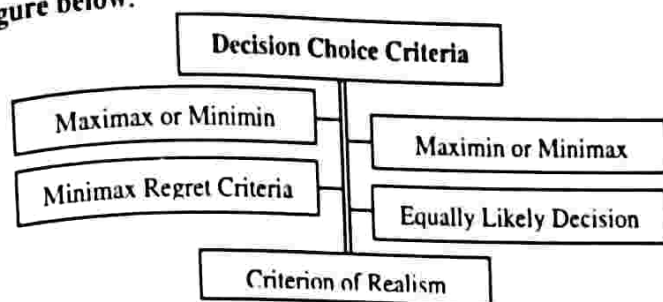 gure below:
Decision Choice Criteria
Maximax or Minimin
Maximin or Minimax
Minimax Regret Criteria
Equally Likely Decision
Criterion of Realism